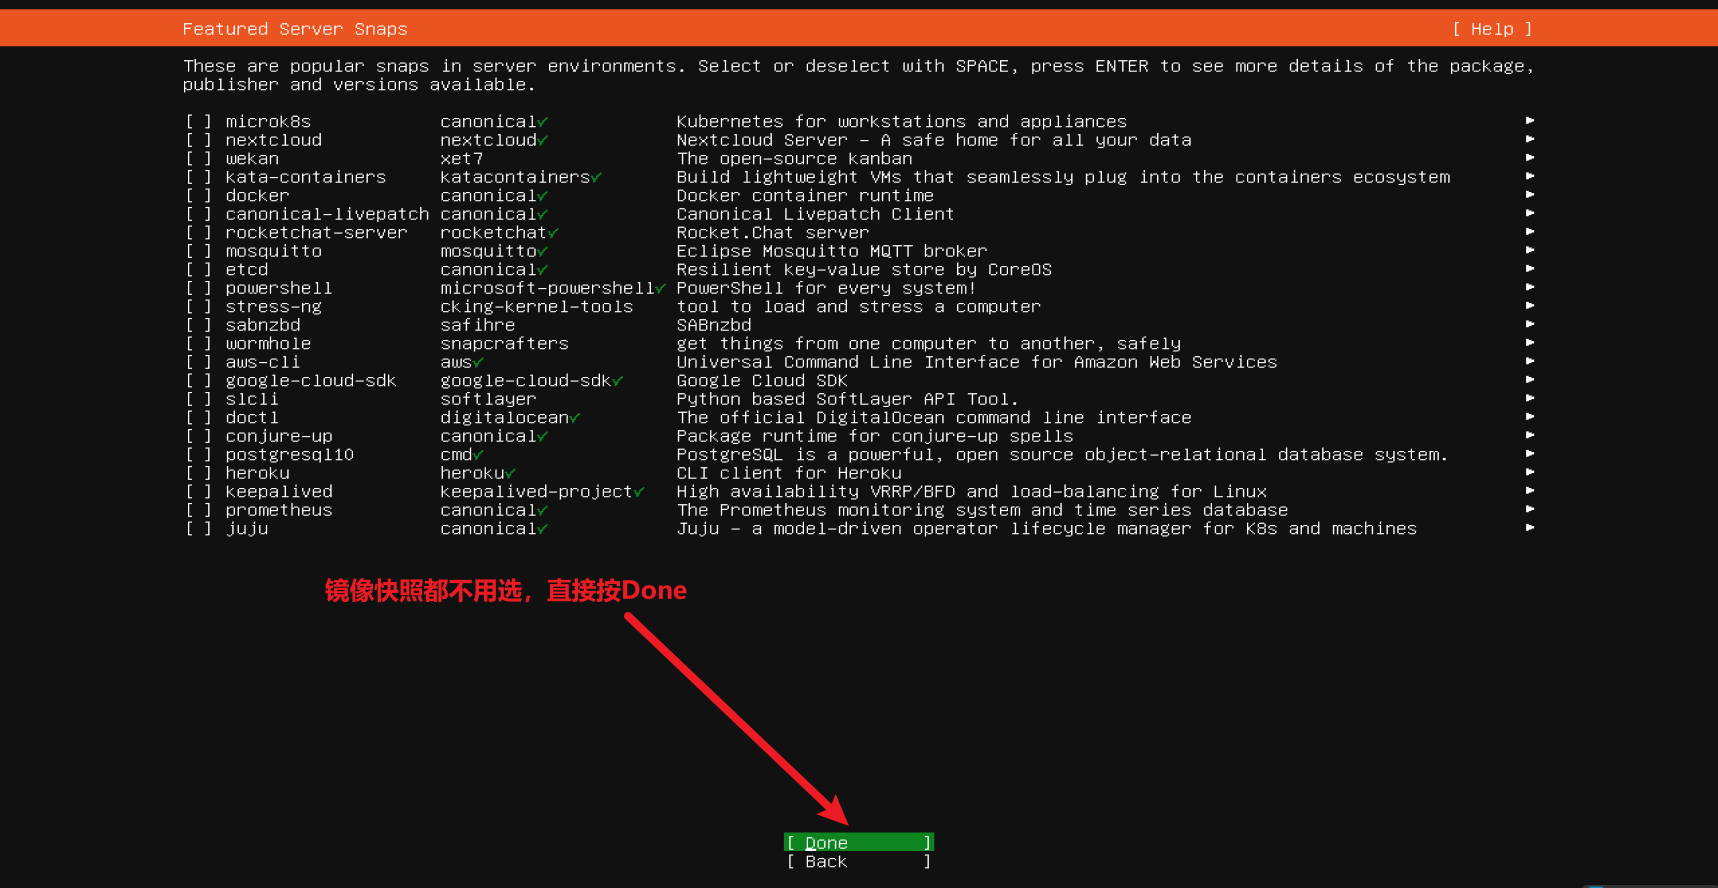 Featured Server Snaps [ Help ]
These are popular snaps in server environments. Select or deselect with SPACE, press ENTER to see more details of the package,
publisher and versions available.
[ ] microk8s canonical✓ Kubernetes for workstations and appliances ►
[ ] nextcloud nextcloud✓ Nextcloud Server - A safe home for all your data ►
[ ] wekan xet7 The open-source kanban ►
[ ] kata-containers katacontainers✓ Build lightweight VMs that seamlessly plug into the containers ecosystem ►
[ ] docker canonical✓ Docker container runtime ►
[ ] canonical-livepatch canonical✓ Canonical Livepatch Client ►
[ ] rocketchat-server rocketchat✓ Rocket.Chat server ►
[ ] mosquitto mosquitto✓ Eclipse Mosquitto MQTT broker ►
[ ] etcd canonical✓ Resilient key-value store by CoreOS ►
[ ] powershell microsoft-powershell✓ PowerShell for every system! ►
[ ] stress-ng cking-kernel-tools tool to load and stress a computer ►
[ ] sabnzbd safihre SABnzbd ►
[ ] wormhole snapcrafters get things from one computer to another, safely ►
[ ] aws-cli aws✓ Universal Command Line Interface for Amazon Web Services ►
[ ] google-cloud-sdk google-cloud-sdk✓ Google Cloud SDK ►
[ ] slcli softlayer Python based SoftLayer API Tool. ►
[ ] doctl digitalocean✓ The official DigitalOcean command line interface ►
[ ] conjure-up canonical✓ Package runtime for conjure-up spells ►
[ ] postgresql10 cmd✓ PostgreSQL is a powerful, open source object-relational database system. ►
[ ] heroku heroku✓ CLI client for Heroku ►
[ ] keepalived keepalived-project✓ High availability VRRP/BFD and load-balancing for Linux ►
[ ] prometheus canonical✓ The Prometheus monitoring system and time series database ►
[ ] juju canonical✓ Juju - a model-driven operator lifecycle manager for K8s and machines ►
镜像快照都不用选，直接按Done
[ Done ]
[ Back ]